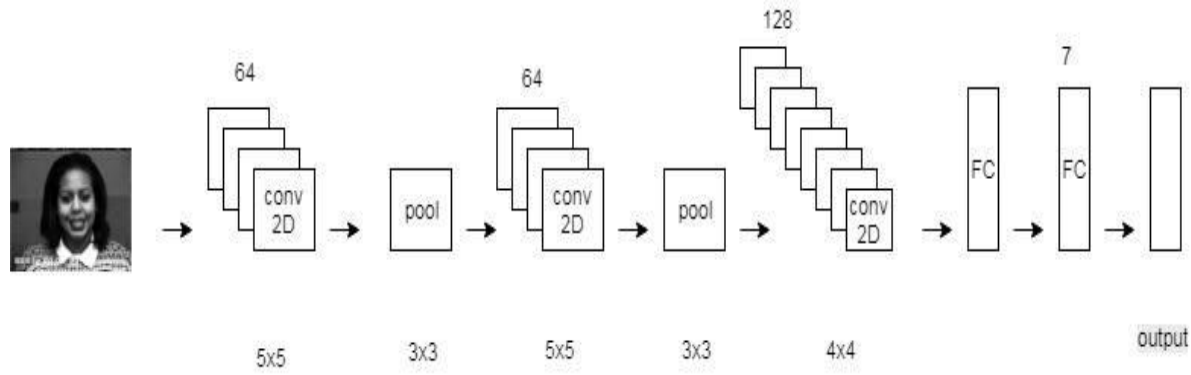 128
64
64
7
conv
2D
pool
conv
2D
pool
conv
2D
FC
FC
5x5
3x3
5x5
3x3
4x4
output